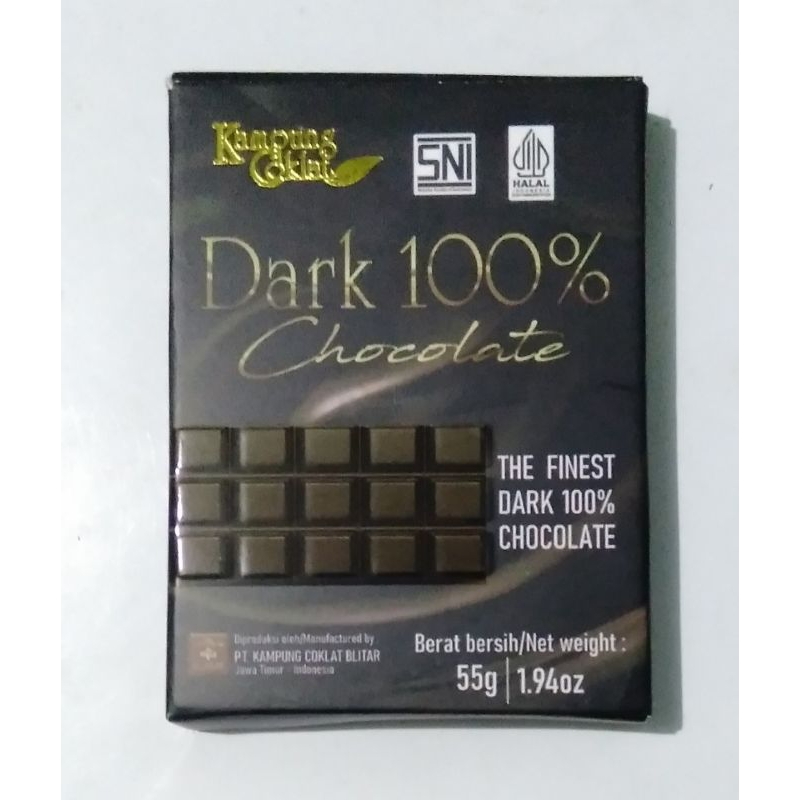 Kampung
Coklat
SNI
HALAL
INDONESIA
Dark 100%
Chocolate
THE FINEST
DARK 100%
CHOCOLATE
Diproduksi oleh/Manufactured by
PT. KAMPUNG COKLAT BLITAR
Jawa Timur - Indonesia
Berat bersih/Net weight :
55g | 1.94oz